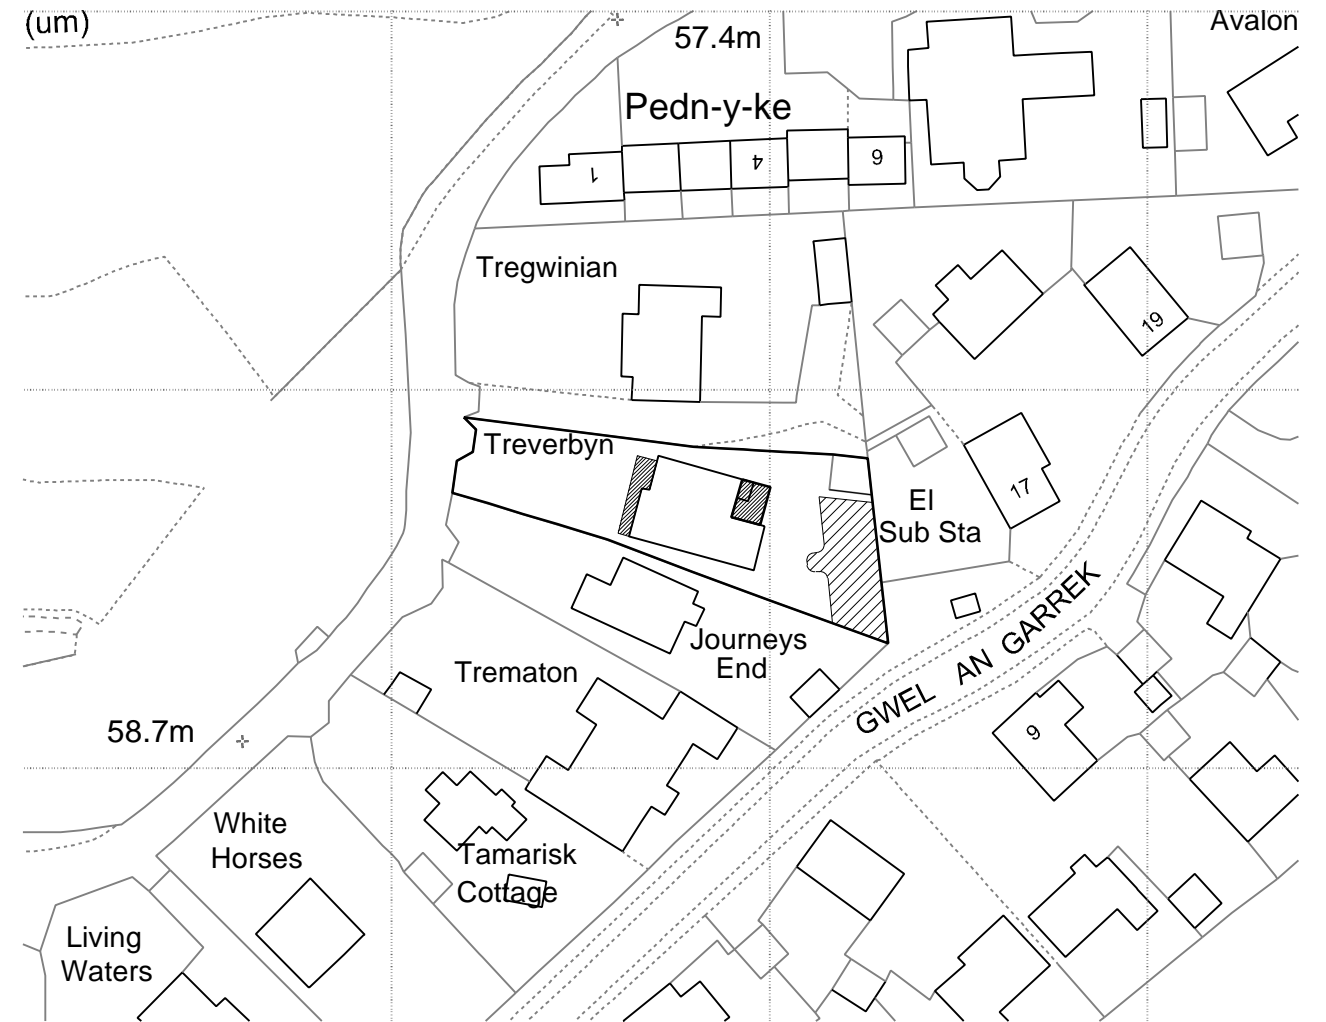 (um)
57.4m
Avalon
Pedn-y-ke
1
4
6
Tregwinian
19
Treverbyn
17
El
Sub Sta
Journeys
End
GWEL AN GARREK
Trematon
58.7m
9
White
Horses
Tamarisk
Cottage
Living
Waters